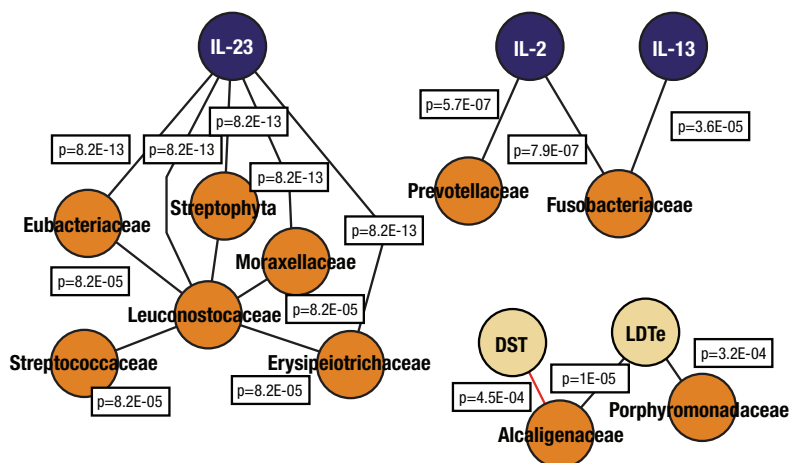 IL-23
IL-2
IL-13
p=5.7E-07
p=8.2E-13
p=3.6E-05
p=8.2E-13
p=8.2E-13
p=7.9E-07
p=8.2E-13
Prevotellaceae
Fusobacteriaceae
Streptophyta
Eubacteriaceae
p=8.2E-13
Moraxellaceae
p=8.2E-05
p=8.2E-05
Leuconostocaceae
DST
LDTe
Streptococcaceae
Erysipeiotrichaceae
p=3.2E-04
p=1E-05
p=8.2E-05
p=4.5E-04
p=8.2E-05
Porphyromonadaceae
Alcaligenaceae